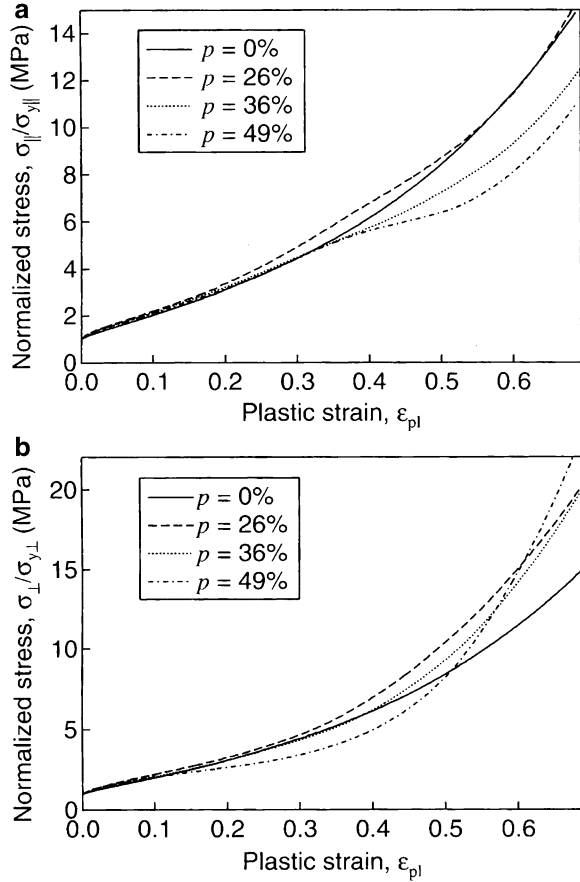 a
Normalized stress, σ||/σy|| (MPa)
14
12
10
8
6
4
2
0
p = 0%
p = 26%
p = 36%
p = 49%
0.0 0.1 0.2 0.3 0.4 0.5 0.6
Plastic strain, εpl
b
Normalized stress, σ⊥/σy⊥ (MPa)
20
15
10
5
0
p = 0%
p = 26%
p = 36%
p = 49%
0.0 0.1 0.2 0.3 0.4 0.5 0.6
Plastic strain, εpl